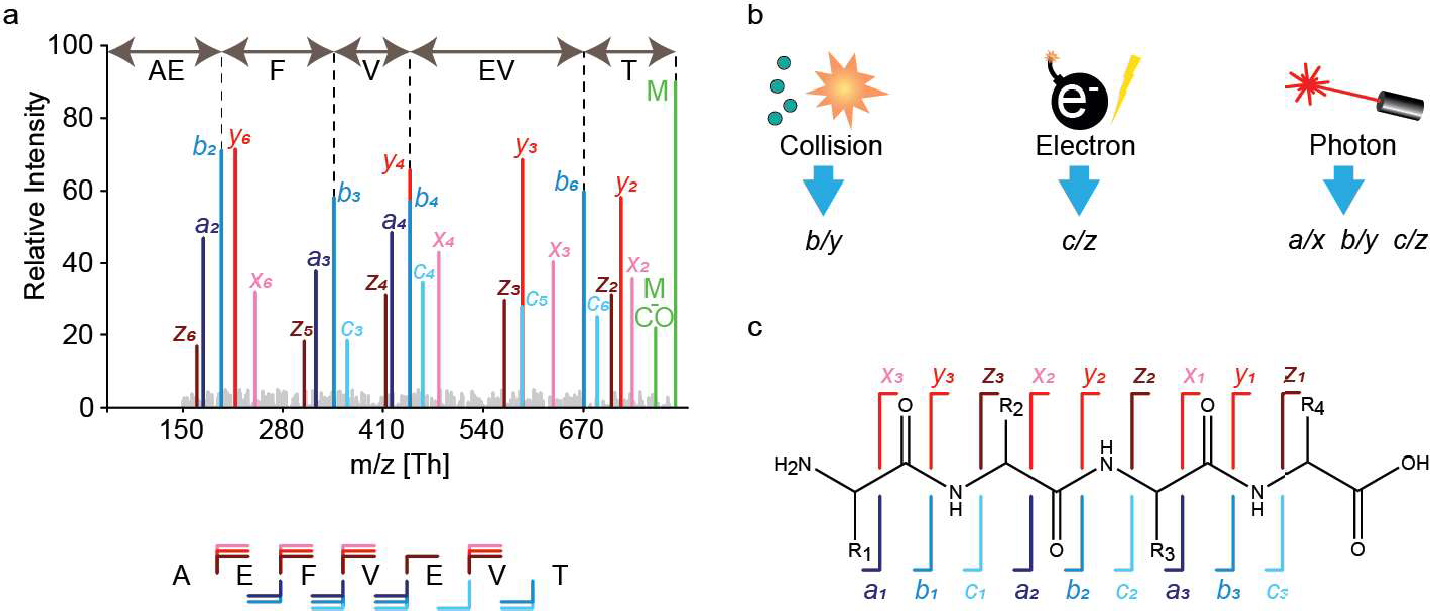 a
100
80
60
40
20
0
Relative Intensity
AE F V EV T
M
b₂ y₆
a₂
z₆
x₆
z₅
a₃
b₃
c₃
z₄
a₄
y₄
b₄
c₄
x₄
z₃
y₃
c₅
x₃
b₆
c₆
z₂
y₂
x₂
M
-
CO
150 280 410 540 670
m/z [Th]
A E F V E V T
b
e-
Collision Electron Photon
b/y c/z a/x b/y c/z
c
x₃ y₃ z₃ x₂ y₂ z₂ x₁ y₁ z₁
O R₂ H O R₄
H₂N N OH
N N
H H
R₁ O R₃ O
a₁ b₁ c₁ a₂ b₂ c₂ a₃ b₃ c₃